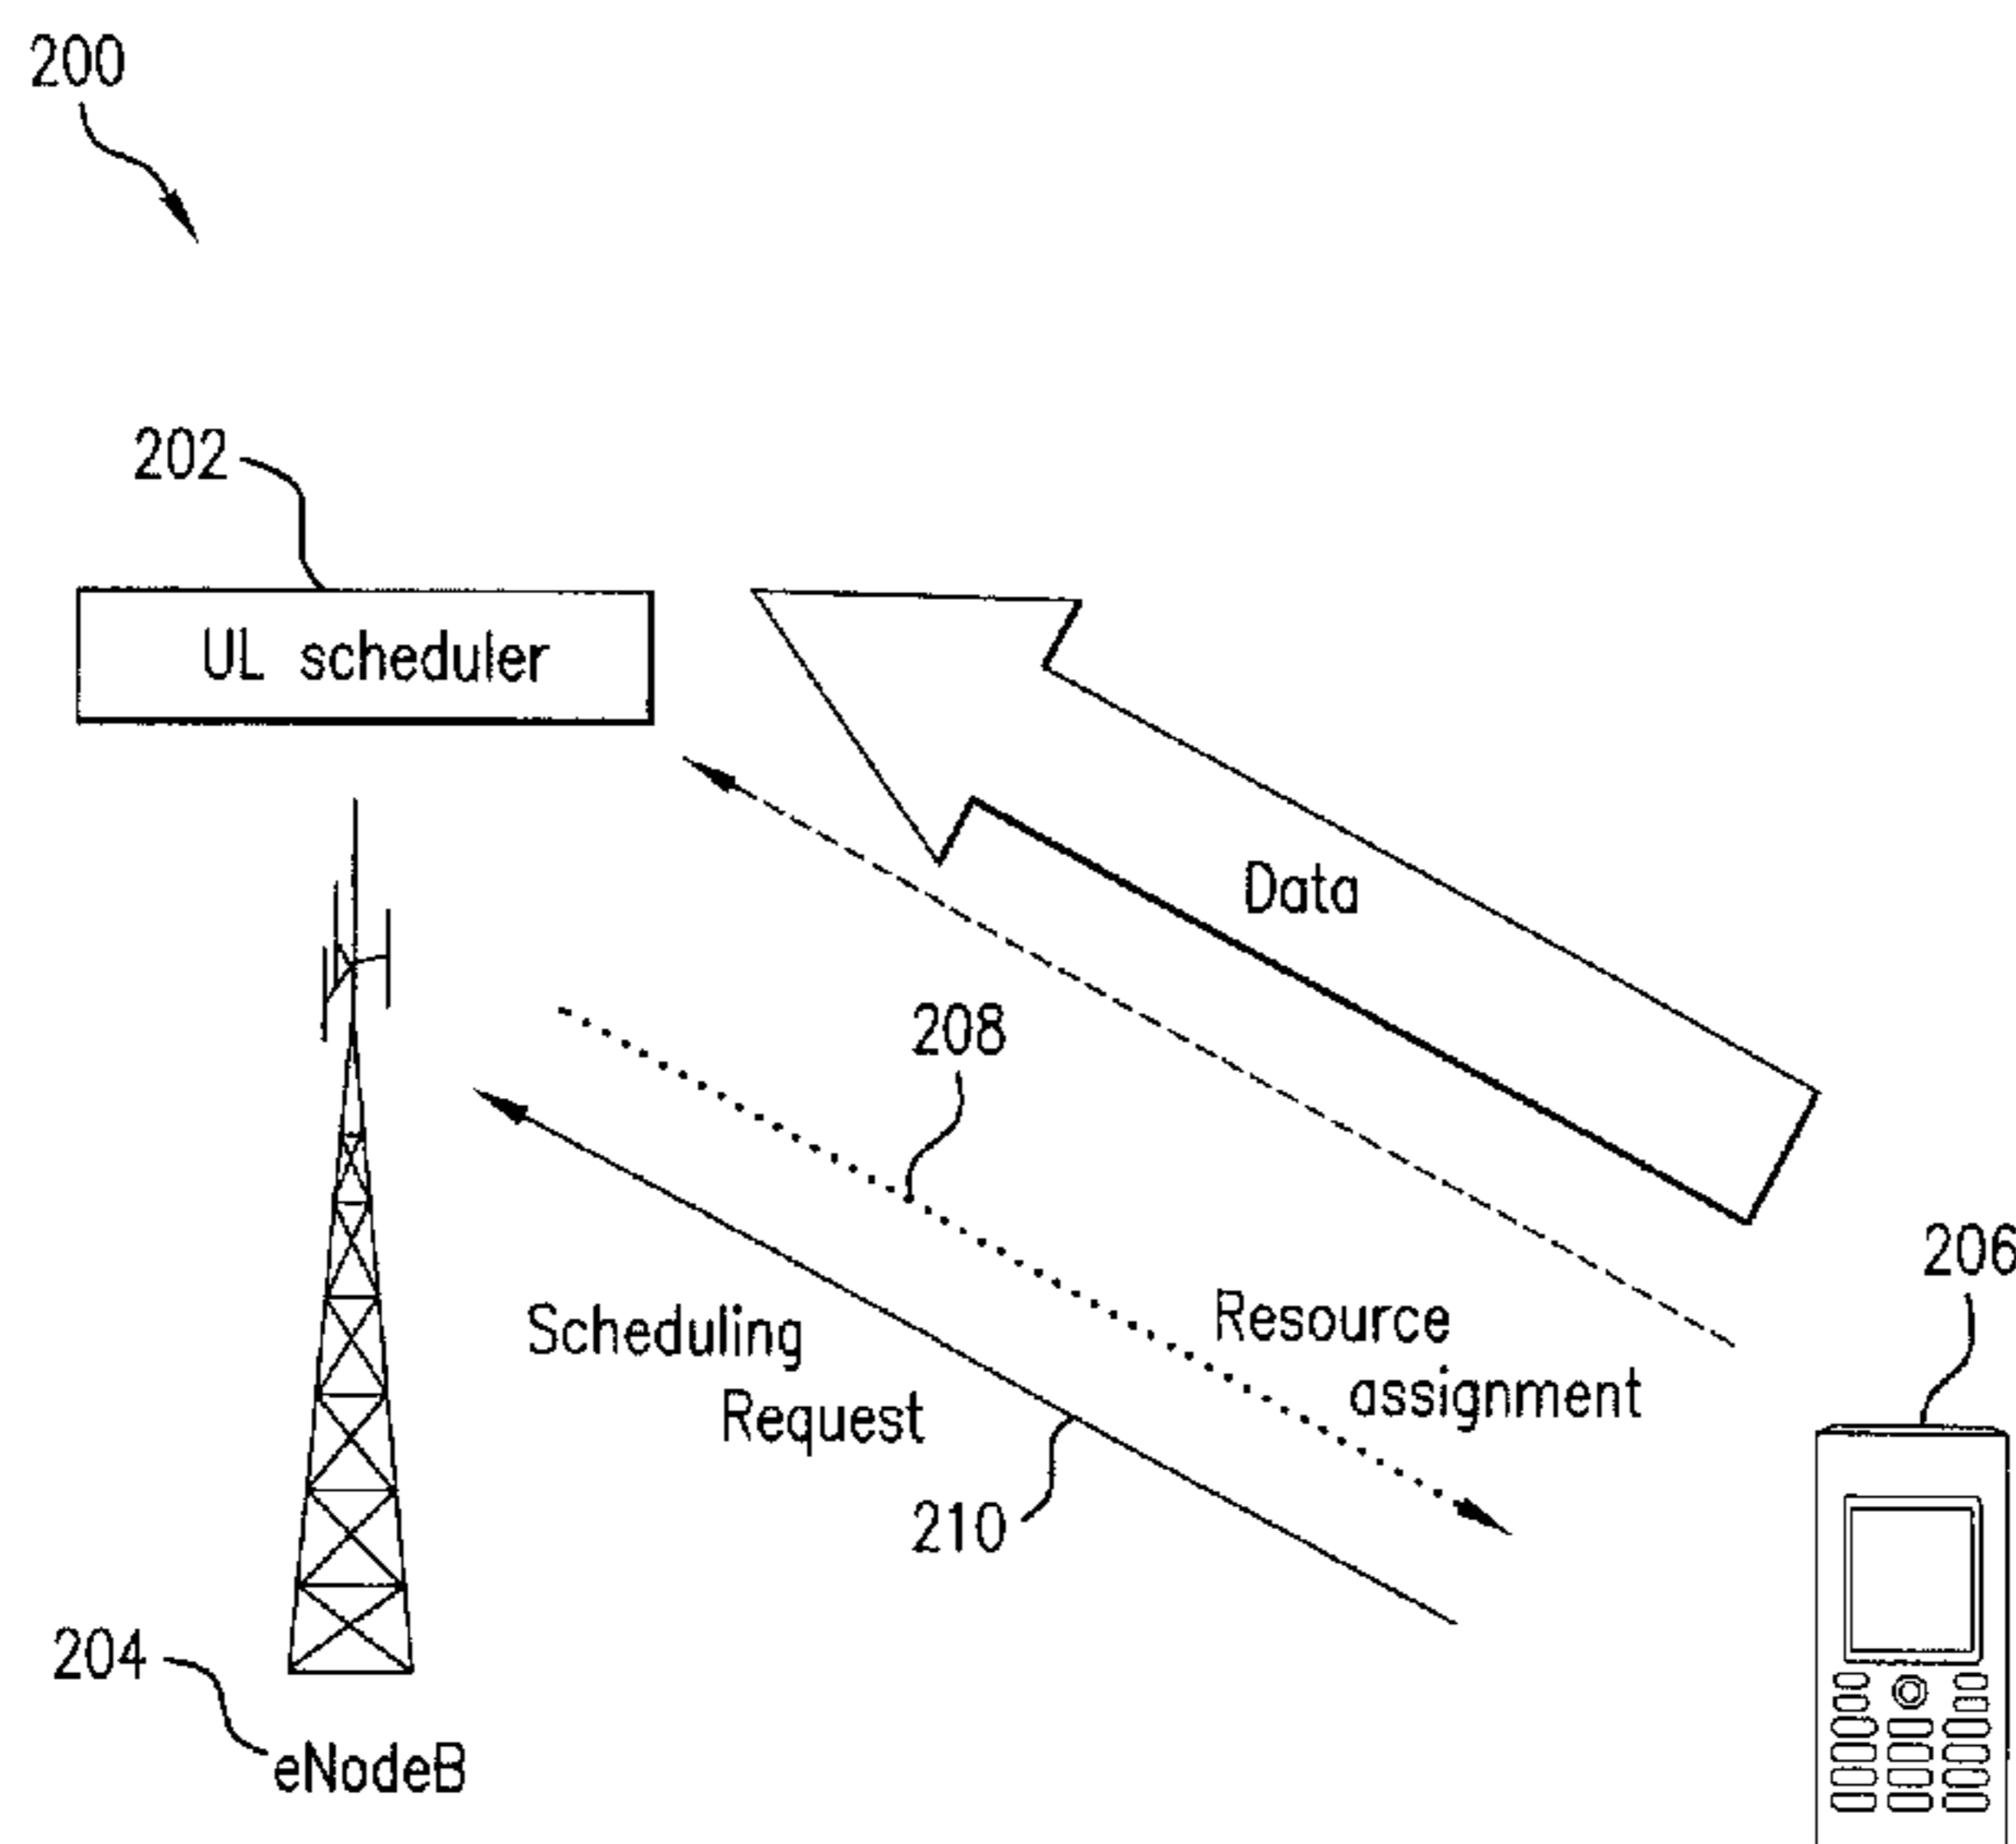 200
202
UL scheduler
Data
208
206
Scheduling
Request
Resource
assignment
210
204
eNodeB